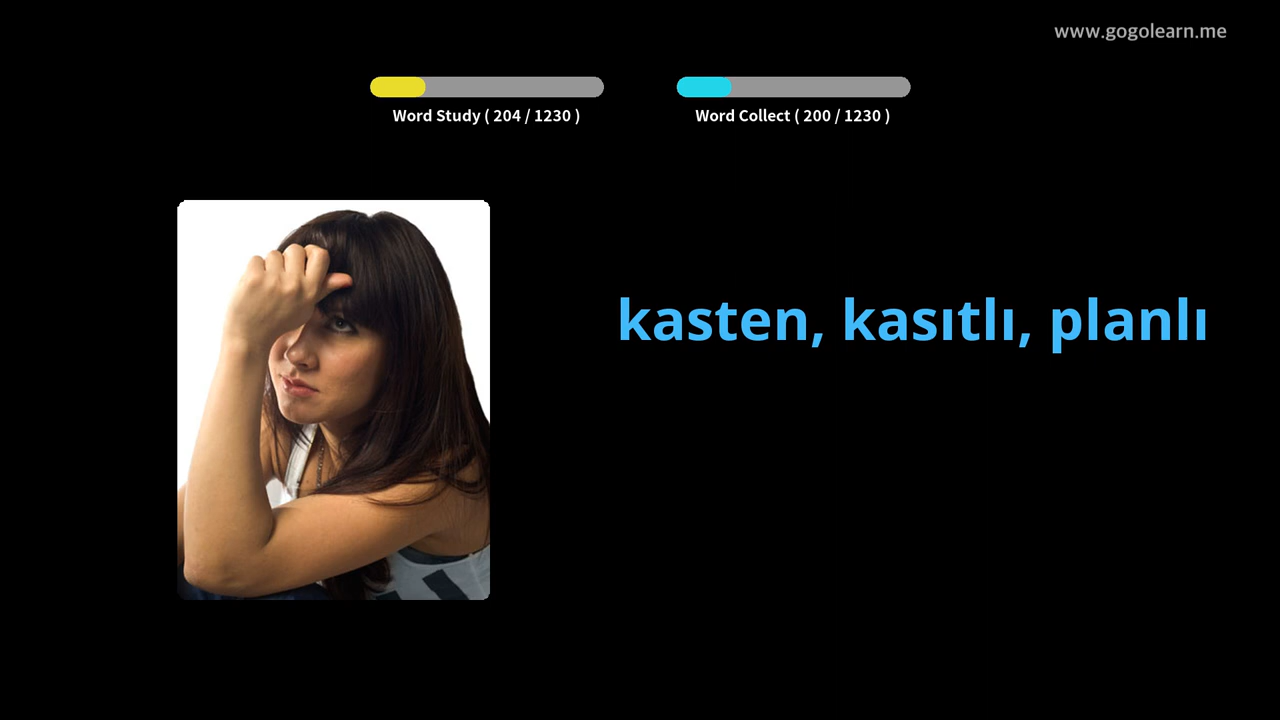 www.gogolearn.me
Word Study ( 204 / 1230 )
Word Collect ( 200 / 1230 )
kasten, kasıtlı, planlı